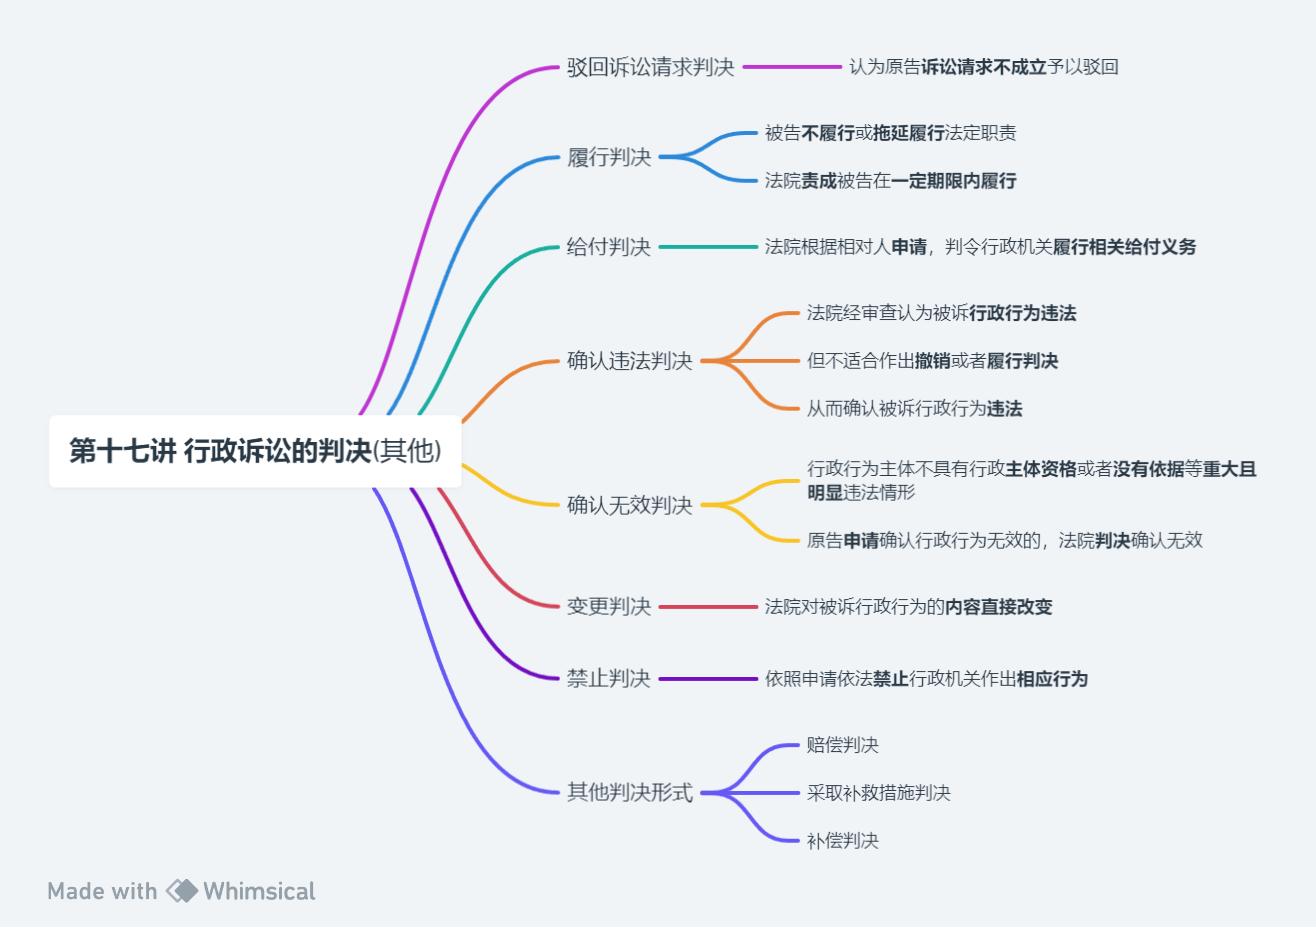 驳回诉讼请求判决
认为原告诉讼请求不成立予以驳回
履行判决
被告不履行或拖延履行法定职责
法院责成被告在一定期限内履行
给付判决
法院根据相对人申请，判令行政机关履行相关给付义务
确认违法判决
法院经审查认为被诉行政行为违法
但不适合作出撤销或者履行判决
从而确认被诉行政行为违法
第十七讲 行政诉讼的判决(其他)
确认无效判决
行政行为主体不具有行政主体资格或者没有依据等重大且
明显违法情形
原告申请确认行政行为无效的，法院判决确认无效
变更判决
法院对被诉行政行为的内容直接改变
禁止判决
依照申请依法禁止行政机关作出相应行为
其他判决形式
赔偿判决
采取补救措施判决
补偿判决
Made with Whimsical